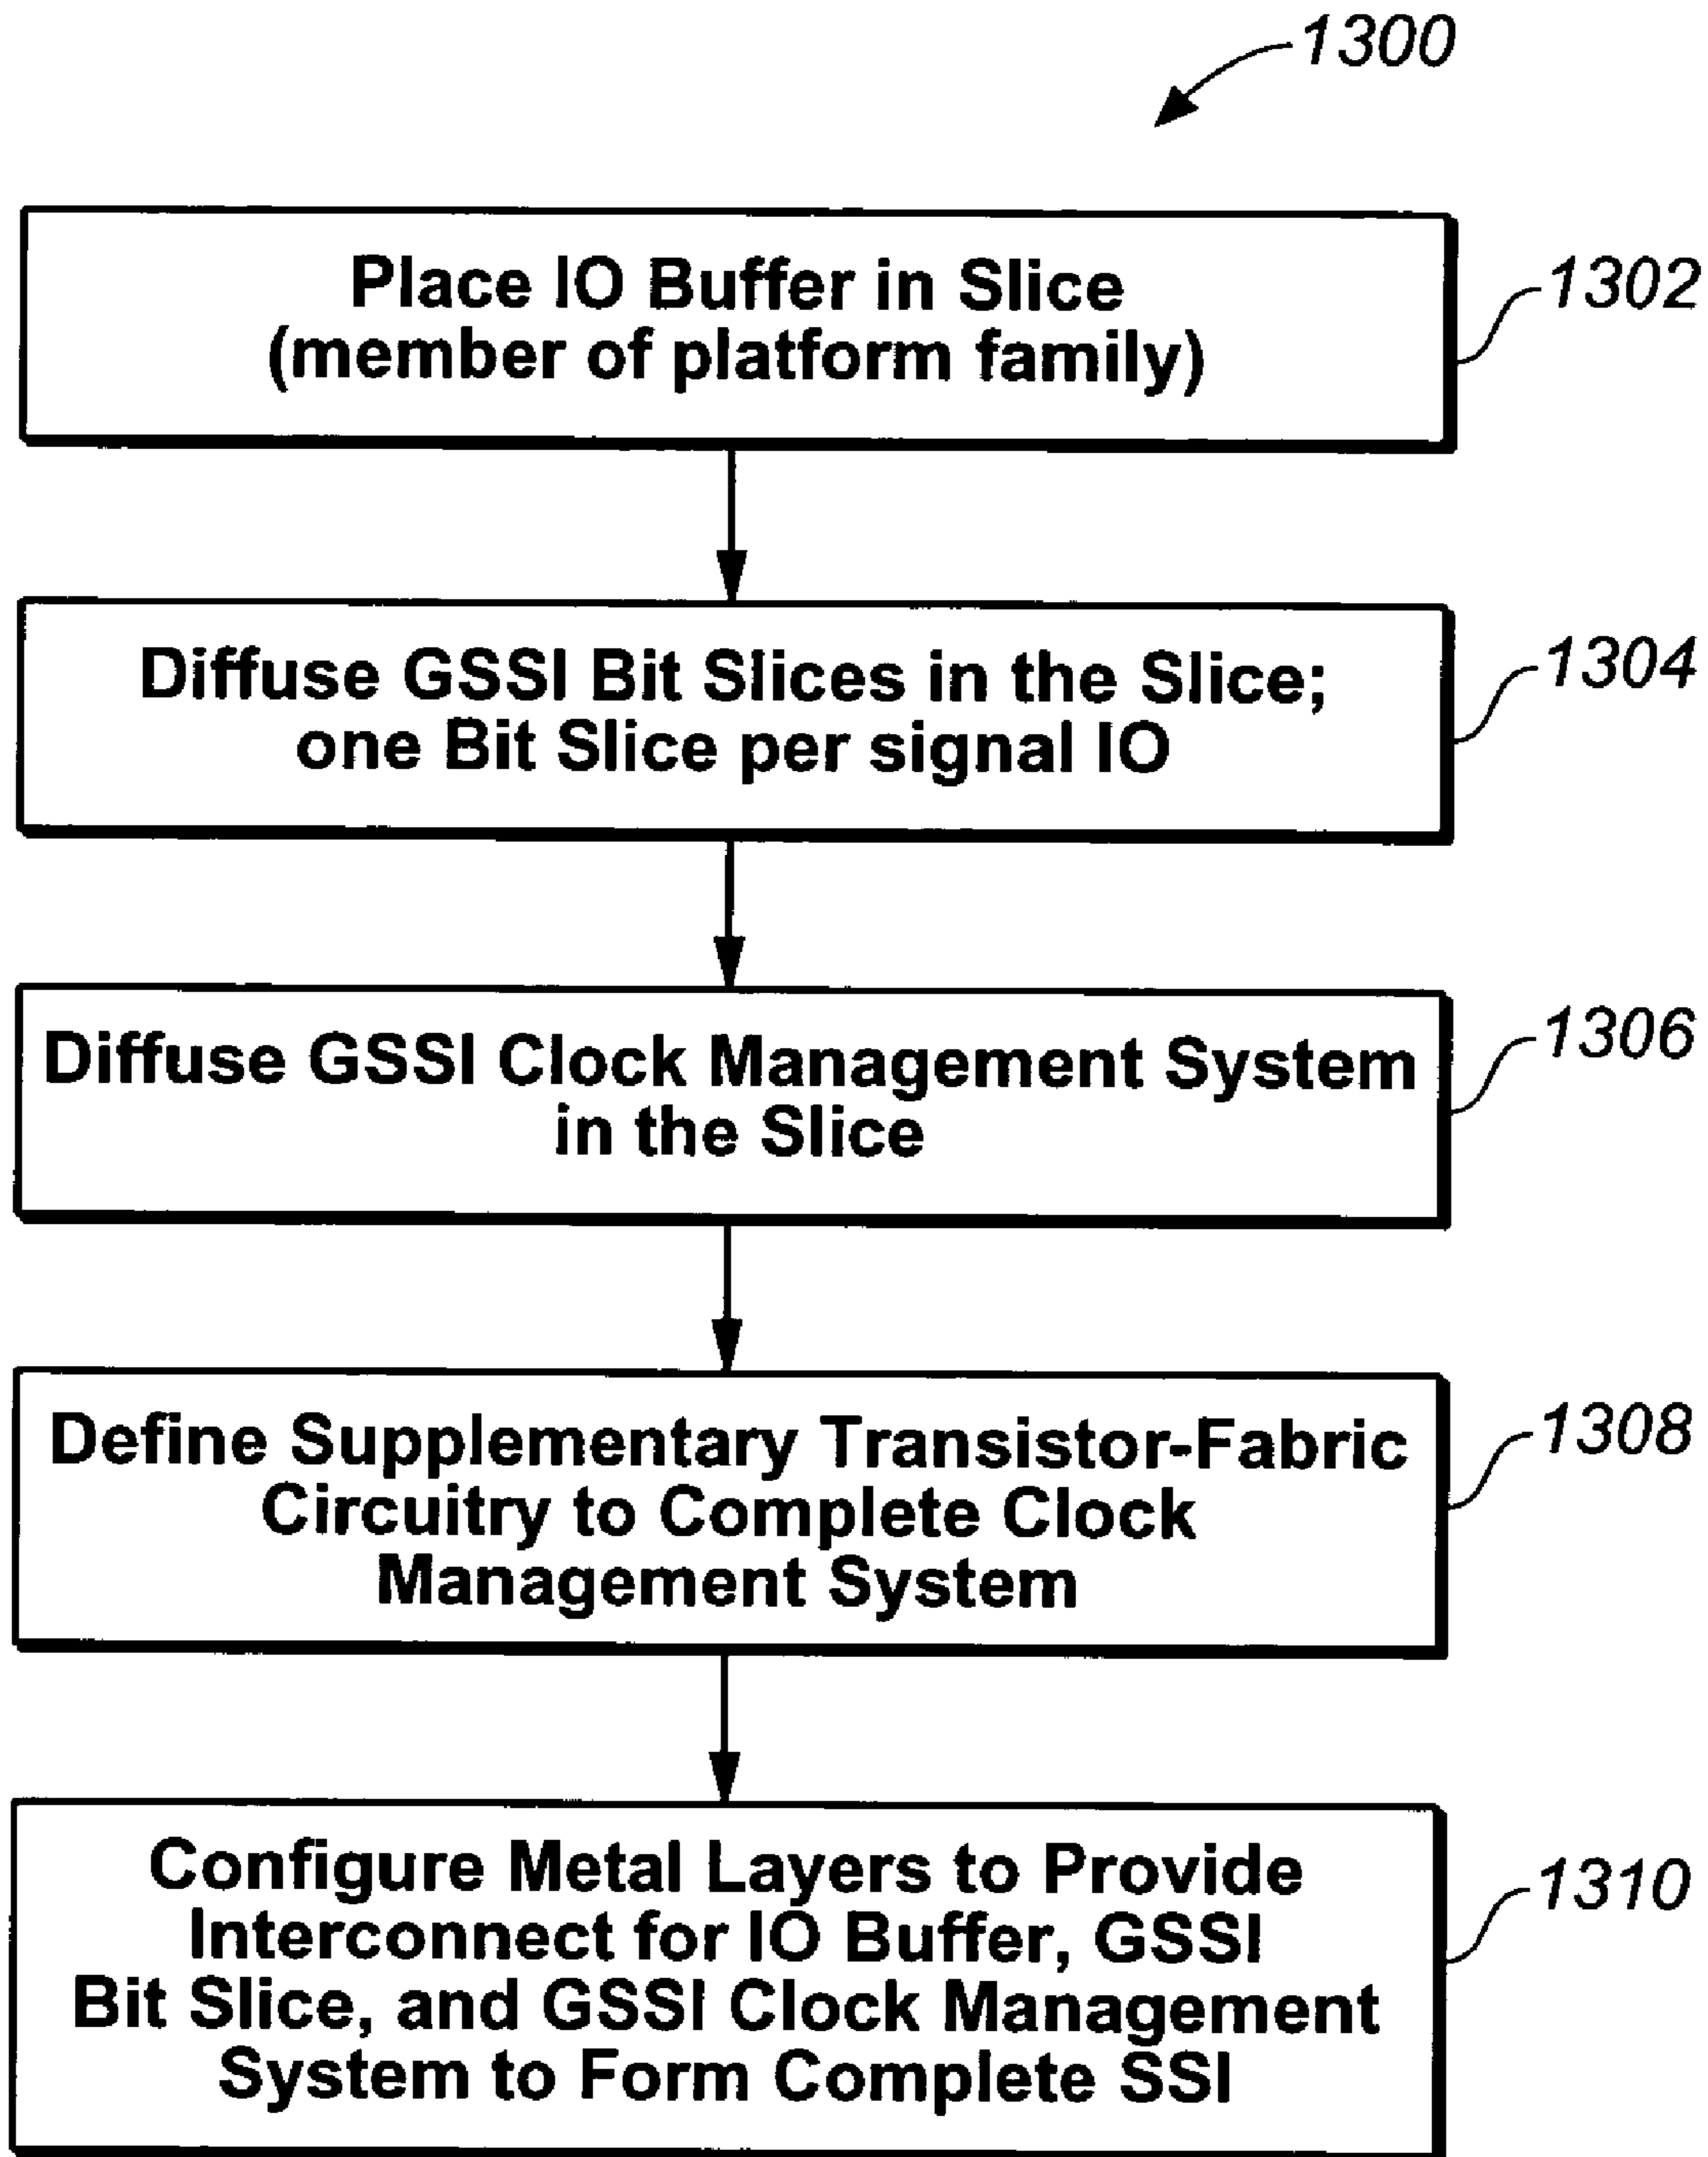 1300
Place IO Buffer in Slice
(member of platform family)
1302
Diffuse GSSI Bit Slices in the Slice;
one Bit Slice per signal IO
1304
Diffuse GSSI Clock Management System
in the Slice
1306
Define Supplementary Transistor-Fabric
Circuitry to Complete Clock
Management System
1308
Configure Metal Layers to Provide
Interconnect for IO Buffer, GSSI
Bit Slice, and GSSI Clock Management
System to Form Complete SSI
1310